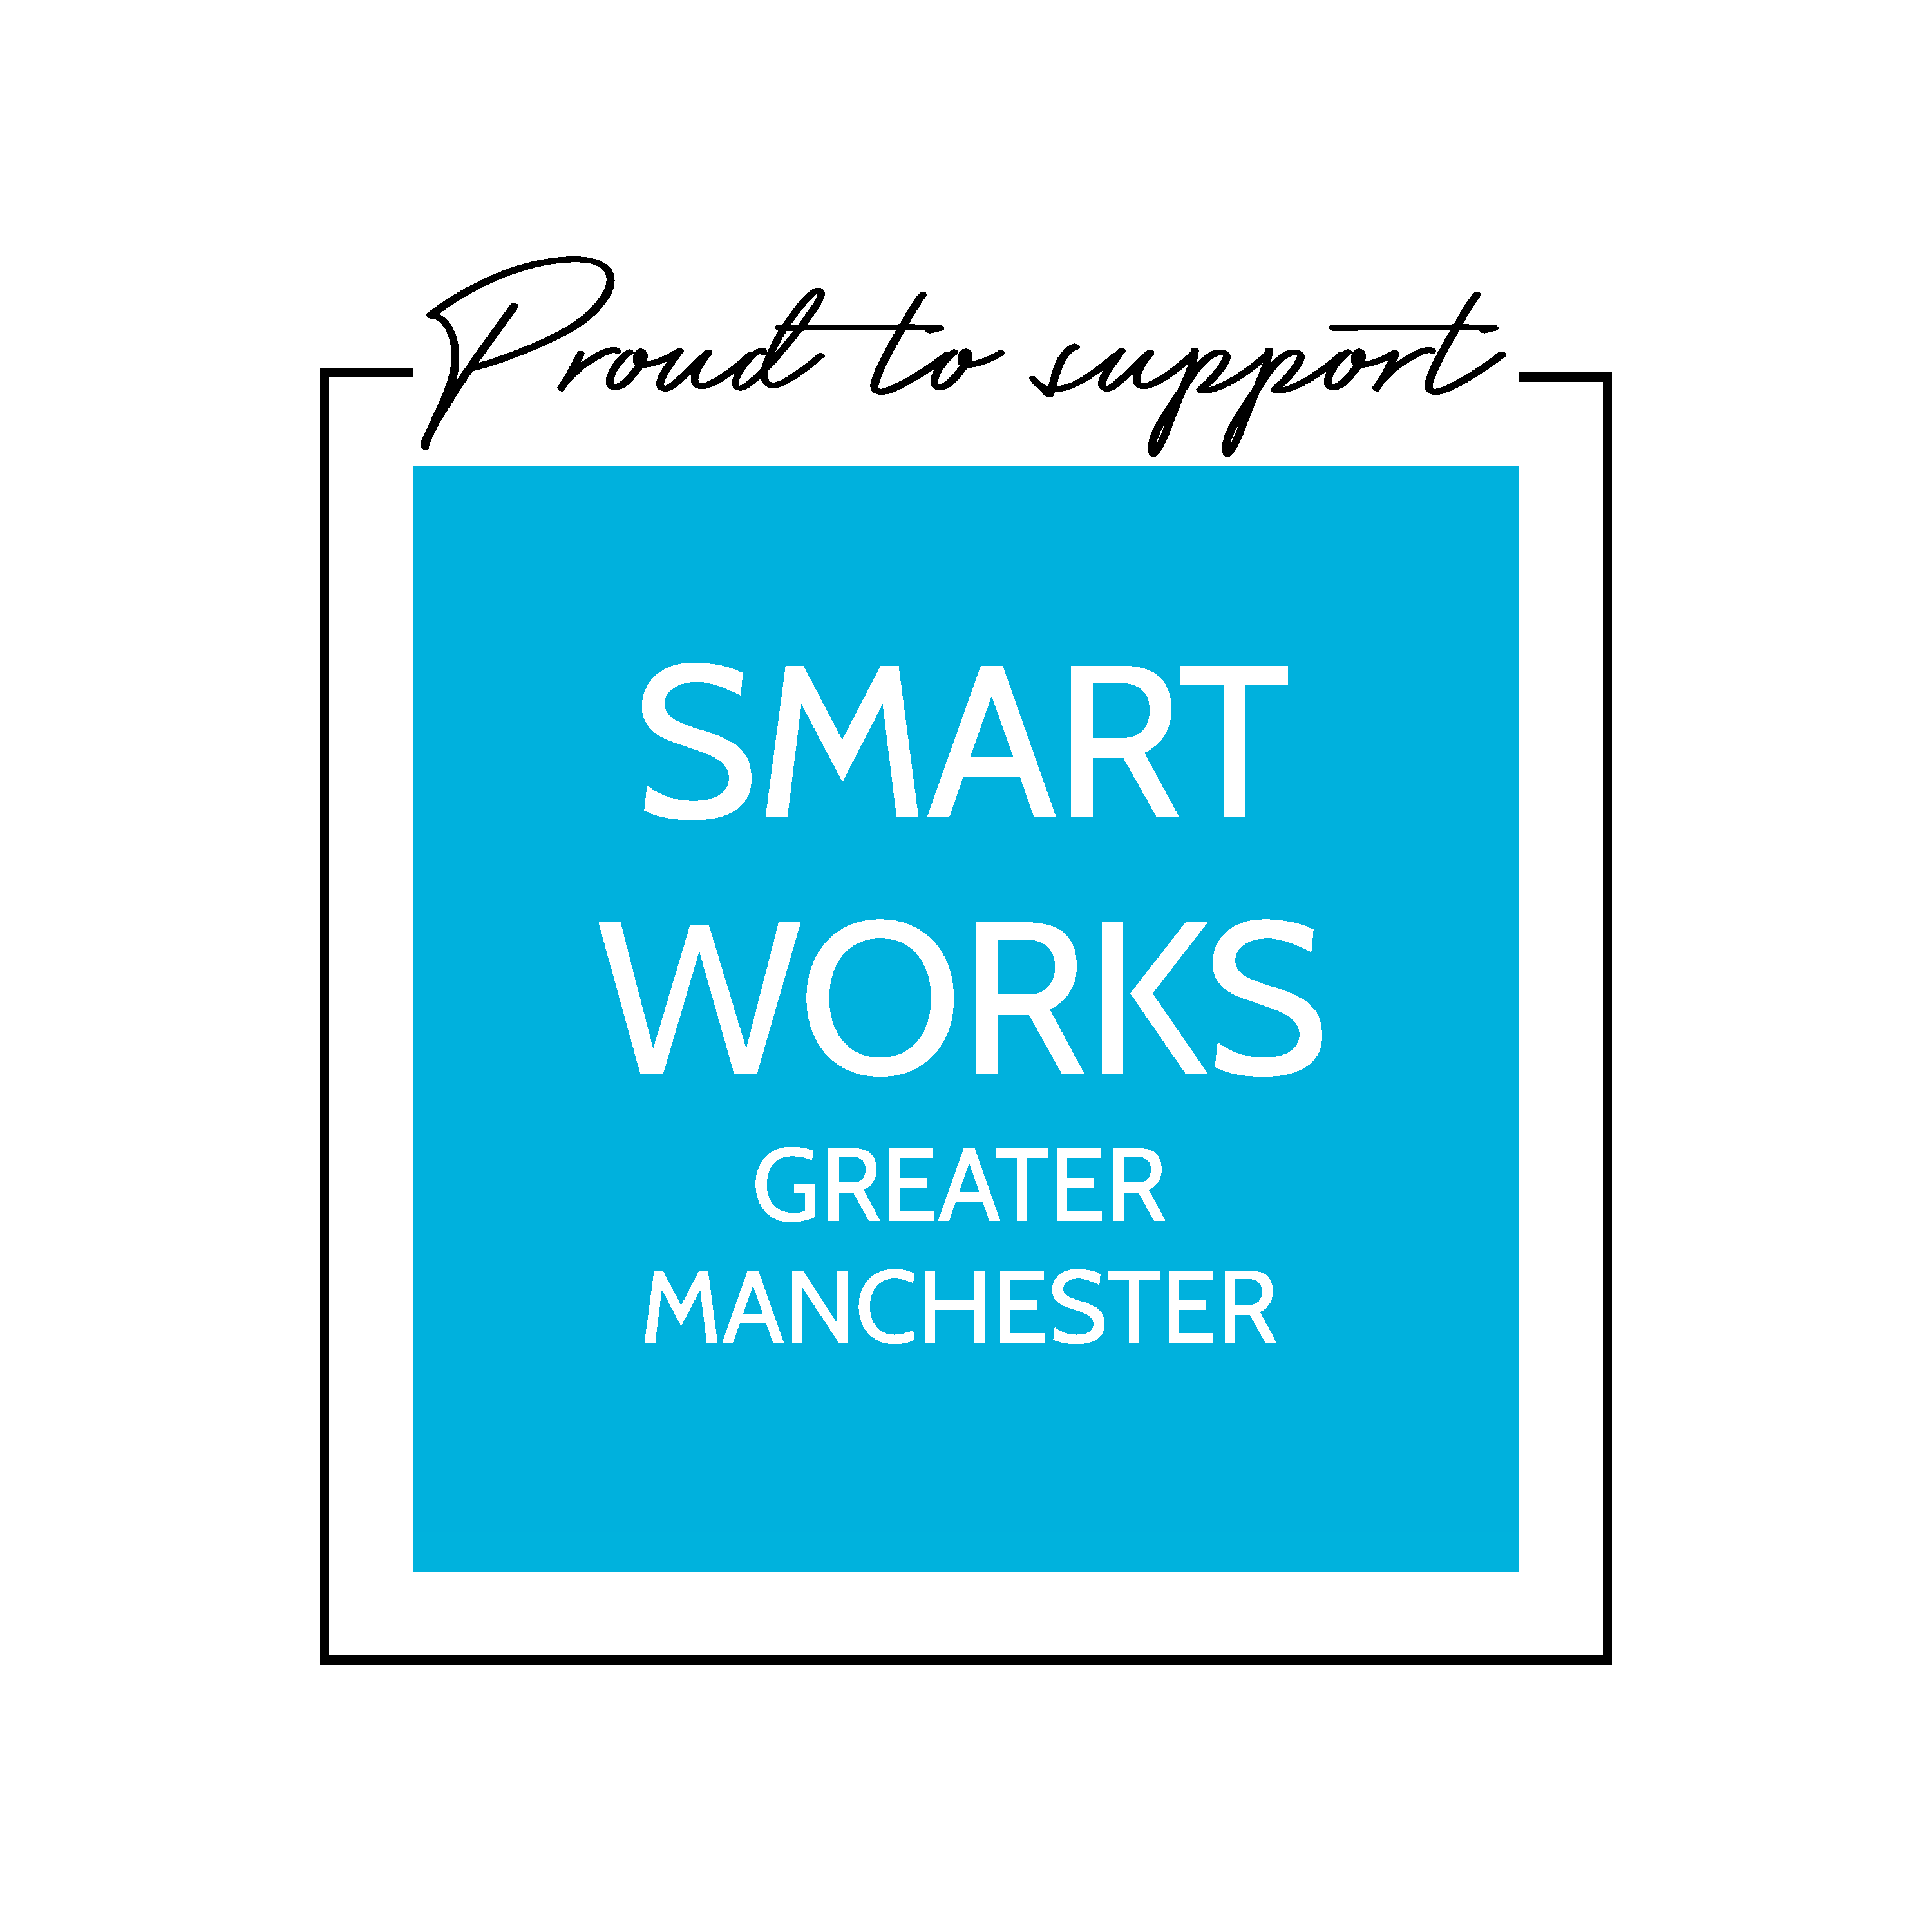 Proud to support
SMART
WORKS
GREATER
MANCHESTER